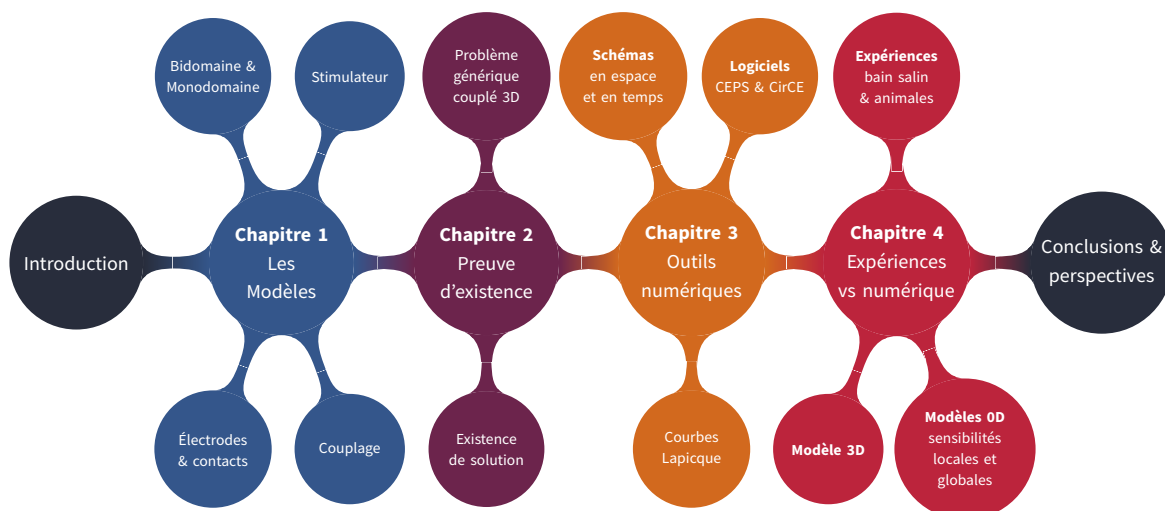 Bidomaine &
Monodomaine
Stimulateur
Problème
générique
couplé 3D
Schémas
en espace
et en temps
Logiciels
CEPS & CirCE
Expériences
bain salin
& animales
Introduction
Chapitre 1
Les
Modèles
Chapitre 2
Preuve
d'existence
Chapitre 3
Outils
numériques
Chapitre 4
Expériences
vs numérique
Conclusions &
perspectives
Électrodes
& contacts
Couplage
Existence
de solution
Courbes
Lapicque
Modèle 3D
Modèles 0D
sensibilités
locales et
globales